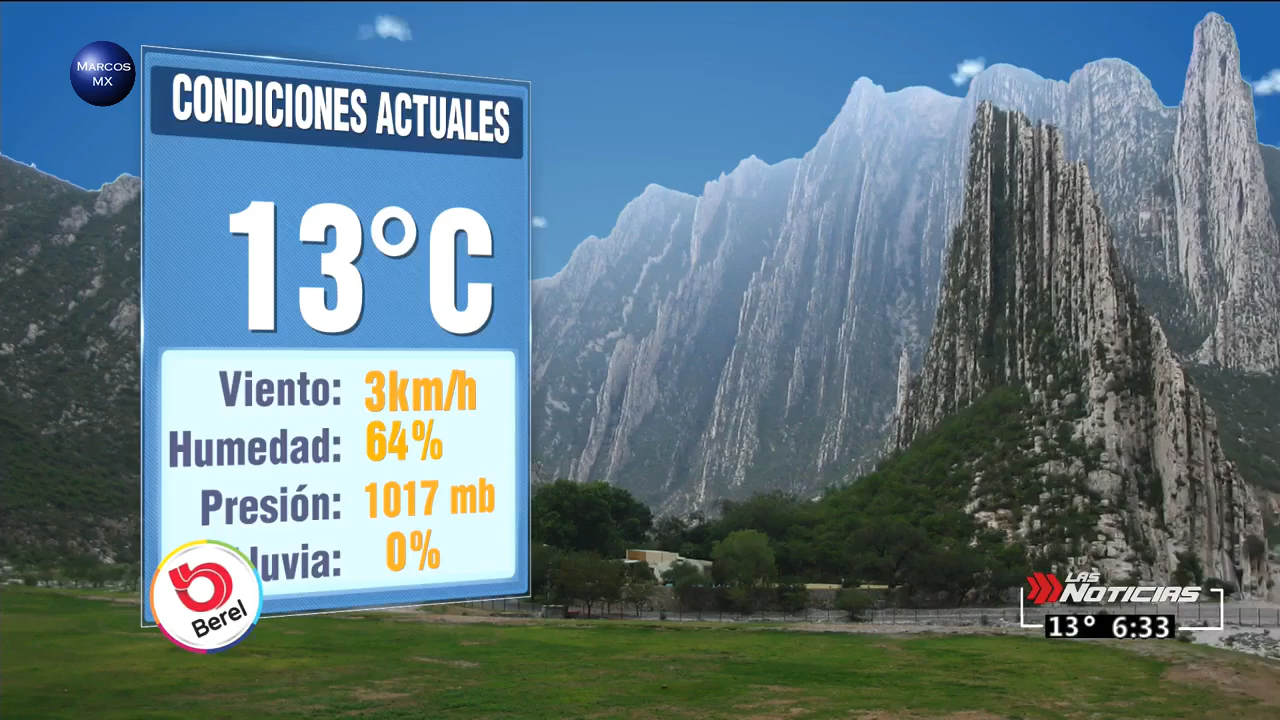 MARCOS
MX
CONDICIONES ACTUALES
13°C
Viento: 3km/h
Humedad: 64%
Presión: 1017 mb
luvia: 0%
Berel
LAS
NOTICIAS
13° 6:33